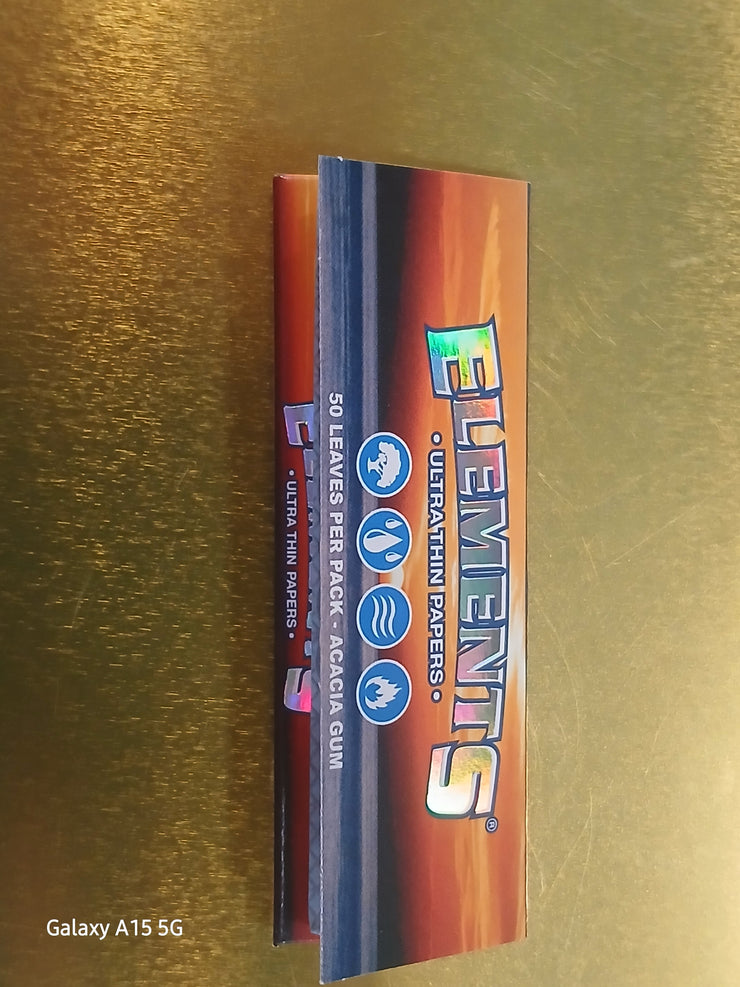 ELEMENTS®
• ULTRA THIN PAPERS •
50 LEAVES PER PACK - ACACIA GUM
• ULTRA THIN PAPERS •
Galaxy A15 5G